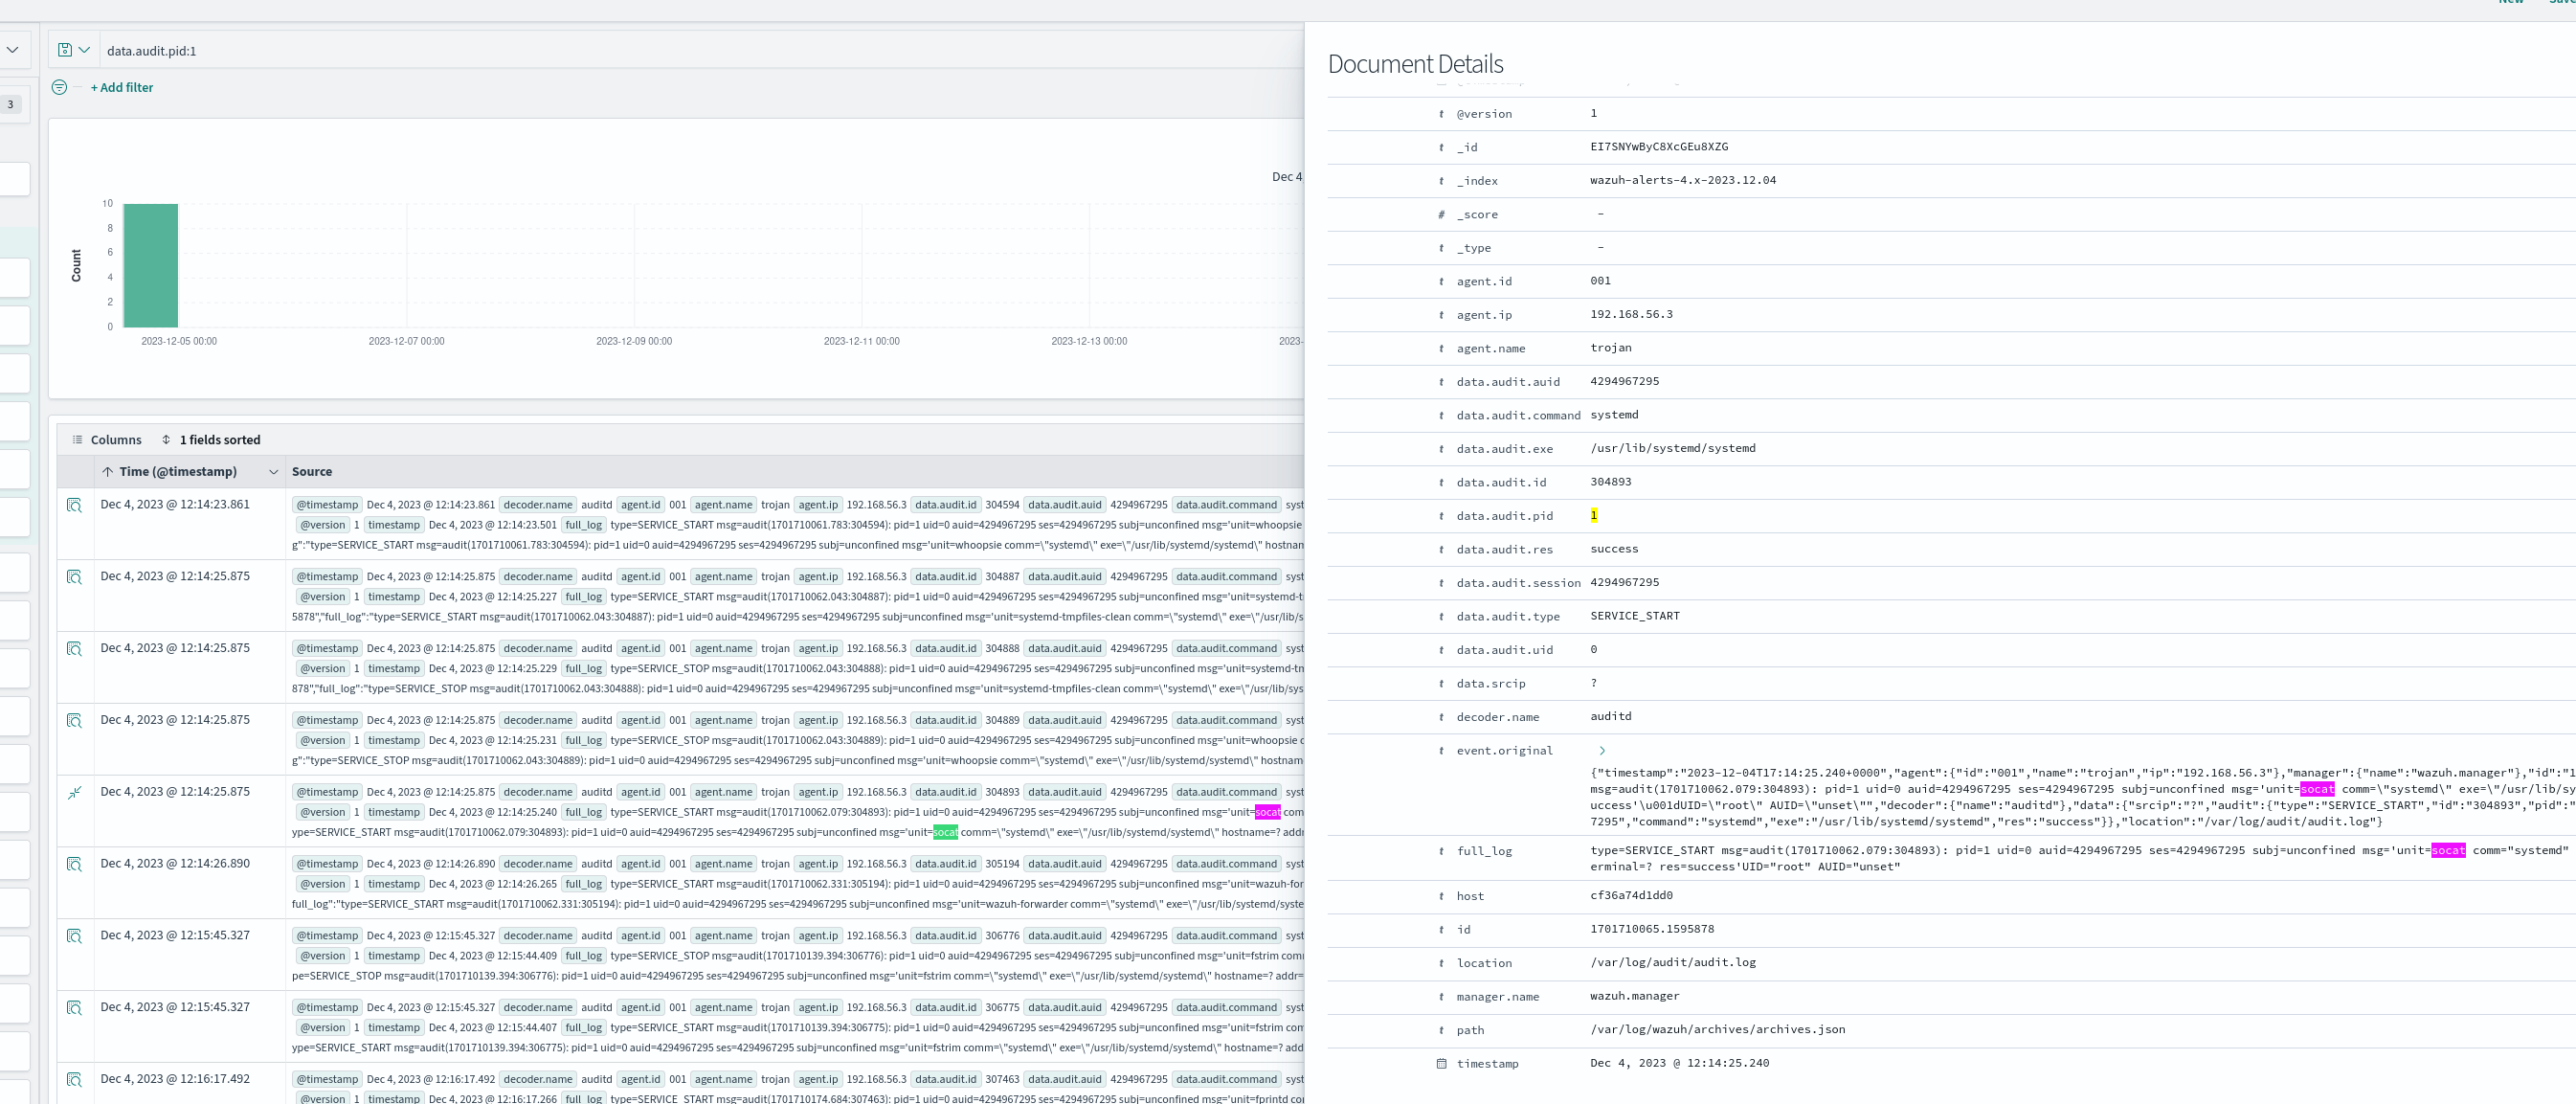 New
data.audit.pid:1
+ Add filter
3
Dec 4,
Count
10
8
6
4
2
0
2023-12-05 00:00 2023-12-07 00:00 2023-12-09 00:00 2023-12-11 00:00 2023-12-13 00:00 2023-
Columns 1 fields sorted
Time (@timestamp) Source
Dec 4, 2023 @ 12:14:23.861 @timestamp Dec 4, 2023 @ 12:14:23.861 decoder.name auditd agent.id 001 agent.name trojan agent.ip 192.168.56.3 data.audit.id 304594 data.audit.auid 4294967295 data.audit.command syst
@version 1 timestamp Dec 4, 2023 @ 12:14:23.501 full_log type=SERVICE_START msg=audit(1701710061.783:304594): pid=1 uid=0 auid=4294967295 ses=4294967295 subj=unconfined msg='unit=whoopsie
g":"type=SERVICE_START msg=audit(1701710061.783:304594): pid=1 uid=0 auid=4294967295 ses=4294967295 subj=unconfined msg='unit=whoopsie comm=\"systemd\" exe=\"/usr/lib/systemd/systemd\" hostnam
Dec 4, 2023 @ 12:14:25.875 @timestamp Dec 4, 2023 @ 12:14:25.875 decoder.name auditd agent.id 001 agent.name trojan agent.ip 192.168.56.3 data.audit.id 304887 data.audit.auid 4294967295 data.audit.command syst
@version 1 timestamp Dec 4, 2023 @ 12:14:25.227 full_log type=SERVICE_START msg=audit(1701710062.043:304887): pid=1 uid=0 auid=4294967295 ses=4294967295 subj=unconfined msg='unit=systemd-t
5878","full_log":"type=SERVICE_START msg=audit(1701710062.043:304887): pid=1 uid=0 auid=4294967295 ses=4294967295 subj=unconfined msg='unit=systemd-tmpfiles-clean comm=\"systemd\" exe=\"/usr/lib/s
Dec 4, 2023 @ 12:14:25.875 @timestamp Dec 4, 2023 @ 12:14:25.875 decoder.name auditd agent.id 001 agent.name trojan agent.ip 192.168.56.3 data.audit.id 304888 data.audit.auid 4294967295 data.audit.command syst
@version 1 timestamp Dec 4, 2023 @ 12:14:25.229 full_log type=SERVICE_STOP msg=audit(1701710062.043:304888): pid=1 uid=0 auid=4294967295 ses=4294967295 subj=unconfined msg='unit=systemd-tm
878","full_log":"type=SERVICE_STOP msg=audit(1701710062.043:304888): pid=1 uid=0 auid=4294967295 ses=4294967295 subj=unconfined msg='unit=systemd-tmpfiles-clean comm=\"systemd\" exe=\"/usr/lib/sys
Dec 4, 2023 @ 12:14:25.875 @timestamp Dec 4, 2023 @ 12:14:25.875 decoder.name auditd agent.id 001 agent.name trojan agent.ip 192.168.56.3 data.audit.id 304889 data.audit.auid 4294967295 data.audit.command syst
@version 1 timestamp Dec 4, 2023 @ 12:14:25.231 full_log type=SERVICE_STOP msg=audit(1701710062.043:304889): pid=1 uid=0 auid=4294967295 ses=4294967295 subj=unconfined msg='unit=whoopsie c
g":"type=SERVICE_STOP msg=audit(1701710062.043:304889): pid=1 uid=0 auid=4294967295 ses=4294967295 subj=unconfined msg='unit=whoopsie comm=\"systemd\" exe=\"/usr/lib/systemd/systemd\" hostnam
Dec 4, 2023 @ 12:14:25.875 @timestamp Dec 4, 2023 @ 12:14:25.875 decoder.name auditd agent.id 001 agent.name trojan agent.ip 192.168.56.3 data.audit.id 304893 data.audit.auid 4294967295 data.audit.command syst
@version 1 timestamp Dec 4, 2023 @ 12:14:25.240 full_log type=SERVICE_START msg=audit(1701710062.079:304893): pid=1 uid=0 auid=4294967295 ses=4294967295 subj=unconfined msg='unit=socat com
ype=SERVICE_START msg=audit(1701710062.079:304893): pid=1 uid=0 auid=4294967295 ses=4294967295 subj=unconfined msg='unit=socat comm=\"systemd\" exe=\"/usr/lib/systemd/systemd\" hostname=? addr
Dec 4, 2023 @ 12:14:26.890 @timestamp Dec 4, 2023 @ 12:14:26.890 decoder.name auditd agent.id 001 agent.name trojan agent.ip 192.168.56.3 data.audit.id 305194 data.audit.auid 4294967295 data.audit.command syst
@version 1 timestamp Dec 4, 2023 @ 12:14:26.265 full_log type=SERVICE_START msg=audit(1701710062.331:305194): pid=1 uid=0 auid=4294967295 ses=4294967295 subj=unconfined msg='unit=wazuh-for
full_log":"type=SERVICE_START msg=audit(1701710062.331:305194): pid=1 uid=0 auid=4294967295 ses=4294967295 subj=unconfined msg='unit=wazuh-forwarder comm=\"systemd\" exe=\"/usr/lib/systemd/syste
Dec 4, 2023 @ 12:15:45.327 @timestamp Dec 4, 2023 @ 12:15:45.327 decoder.name auditd agent.id 001 agent.name trojan agent.ip 192.168.56.3 data.audit.id 306776 data.audit.auid 4294967295 data.audit.command syst
@version 1 timestamp Dec 4, 2023 @ 12:15:44.409 full_log type=SERVICE_STOP msg=audit(1701710139.394:306776): pid=1 uid=0 auid=4294967295 ses=4294967295 subj=unconfined msg='unit=fstrim com
pe=SERVICE_STOP msg=audit(1701710139.394:306776): pid=1 uid=0 auid=4294967295 ses=4294967295 subj=unconfined msg='unit=fstrim comm=\"systemd\" exe=\"/usr/lib/systemd/systemd\" hostname=? addr=
Dec 4, 2023 @ 12:15:45.327 @timestamp Dec 4, 2023 @ 12:15:45.327 decoder.name auditd agent.id 001 agent.name trojan agent.ip 192.168.56.3 data.audit.id 306775 data.audit.auid 4294967295 data.audit.command syst
@version 1 timestamp Dec 4, 2023 @ 12:15:44.407 full_log type=SERVICE_START msg=audit(1701710139.394:306775): pid=1 uid=0 auid=4294967295 ses=4294967295 subj=unconfined msg='unit=fstrim con
ype=SERVICE_START msg=audit(1701710139.394:306775): pid=1 uid=0 auid=4294967295 ses=4294967295 subj=unconfined msg='unit=fstrim comm=\"systemd\" exe=\"/usr/lib/systemd/systemd\" hostname=? add
Dec 4, 2023 @ 12:16:17.492 @timestamp Dec 4, 2023 @ 12:16:17.492 decoder.name auditd agent.id 001 agent.name trojan agent.ip 192.168.56.3 data.audit.id 307463 data.audit.auid 4294967295 data.audit.command syst
@version 1 timestamp Dec 4, 2023 @ 12:16:17.266 full_log type=SERVICE_START msg=audit(1701710174.684:307463): pid=1 uid=0 auid=4294967295 ses=4294967295 subj=unconfined msg='unit=fprintd co
Document Details
t @version 1
t _id EI7SNYwByC8XcGEu8XZG
t _index wazuh-alerts-4.x-2023.12.04
# _score –
t _type –
t agent.id 001
t agent.ip 192.168.56.3
t agent.name trojan
t data.audit.auid 4294967295
t data.audit.command systemd
t data.audit.exe /usr/lib/systemd/systemd
t data.audit.id 304893
t data.audit.pid 1
t data.audit.res success
t data.audit.session 4294967295
t data.audit.type SERVICE_START
t data.audit.uid 0
t data.srcip ?
t decoder.name auditd
t event.original
{"timestamp":"2023-12-04T17:14:25.240+0000","agent":{"id":"001","name":"trojan","ip":"192.168.56.3"},"manager":{"name":"wazuh.manager"},"id":"1
msg=audit(1701710062.079:304893): pid=1 uid=0 auid=4294967295 ses=4294967295 subj=unconfined msg='unit=socat comm=\"systemd\" exe=\"/usr/lib/sy
uccess'\u001dUID=\"root\" AUID=\"unset\"","decoder":{"name":"auditd"},"data":{"srcip":"?","audit":{"type":"SERVICE_START","id":"304893","pid":"
7295","command":"systemd","exe":"/usr/lib/systemd/systemd","res":"success"}},"location":"/var/log/audit/audit.log"}
t full_log type=SERVICE_START msg=audit(1701710062.079:304893): pid=1 uid=0 auid=4294967295 ses=4294967295 subj=unconfined msg='unit=socat comm="systemd"
erminal=? res=success'UID="root" AUID="unset"
t host cf36a74d1dd0
t id 1701710065.1595878
t location /var/log/audit/audit.log
t manager.name wazuh.manager
t path /var/log/wazuh/archives/archives.json
timestamp Dec 4, 2023 @ 12:14:25.240